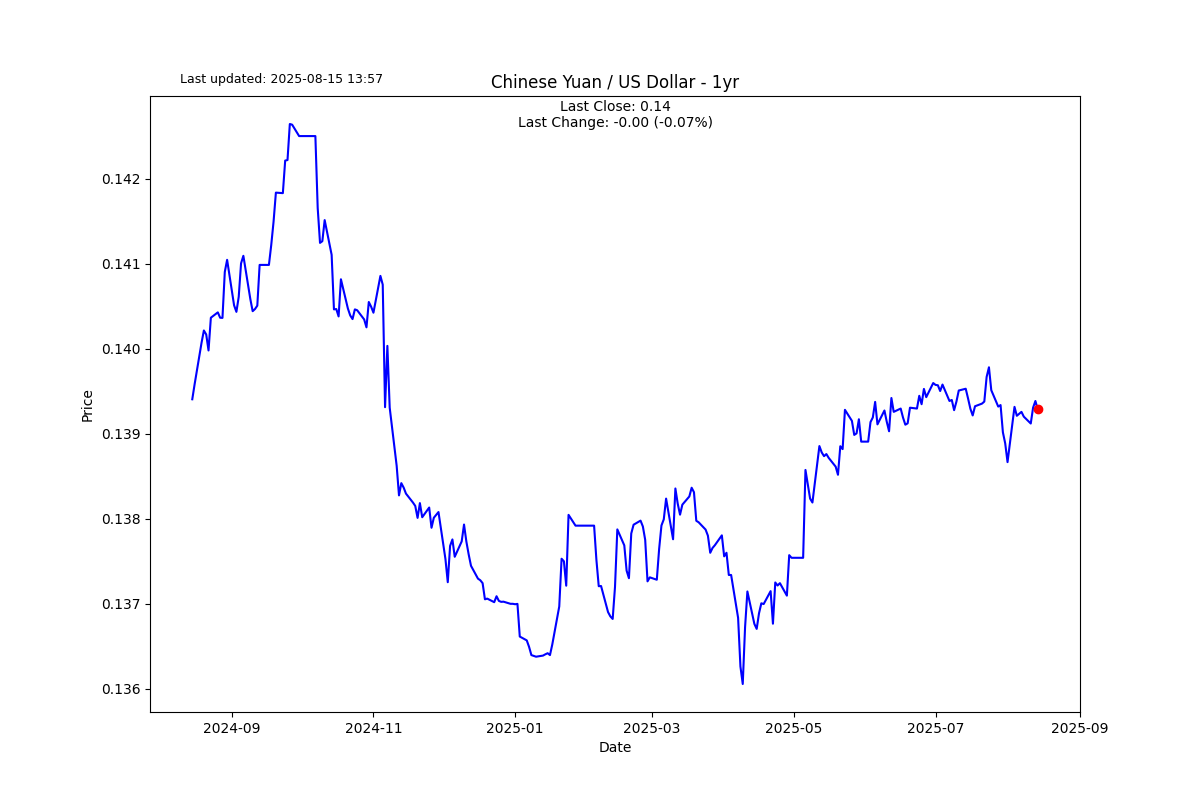 Last updated: 2025-08-15 13:57
Chinese Yuan / US Dollar - 1yr
Last Close: 0.14
Last Change: -0.00 (-0.07%)
0.142
0.141
0.140
0.139
0.138
0.137
0.136
Price
2024-09 2024-11 2025-01 2025-03 2025-05 2025-07 2025-09
Date